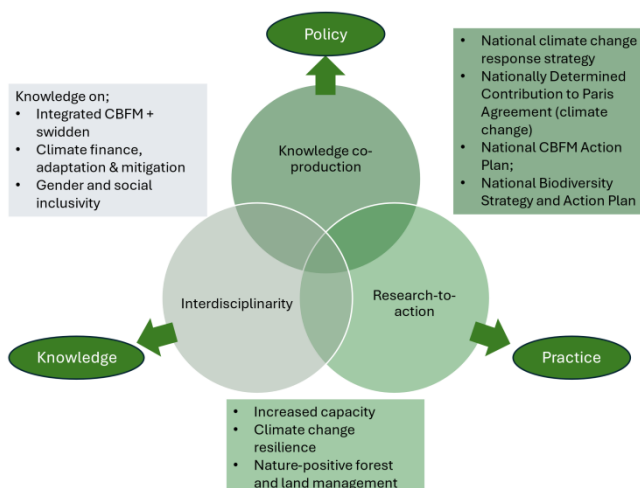 Policy
• National climate change
response strategy
• Nationally Determined
Contribution to Paris
Agreement (climate
change)
• National CBFM Action
Plan;
• National Biodiversity
Strategy and Action Plan
Knowledge on;
• Integrated CBFM +
swidden
• Climate finance,
adaptation & mitigation
• Gender and social
inclusivity
Knowledge co-
production
Interdisciplinarity
Research-to-
action
Knowledge
Practice
• Increased capacity
• Climate change
resilience
• Nature-positive forest
and land management